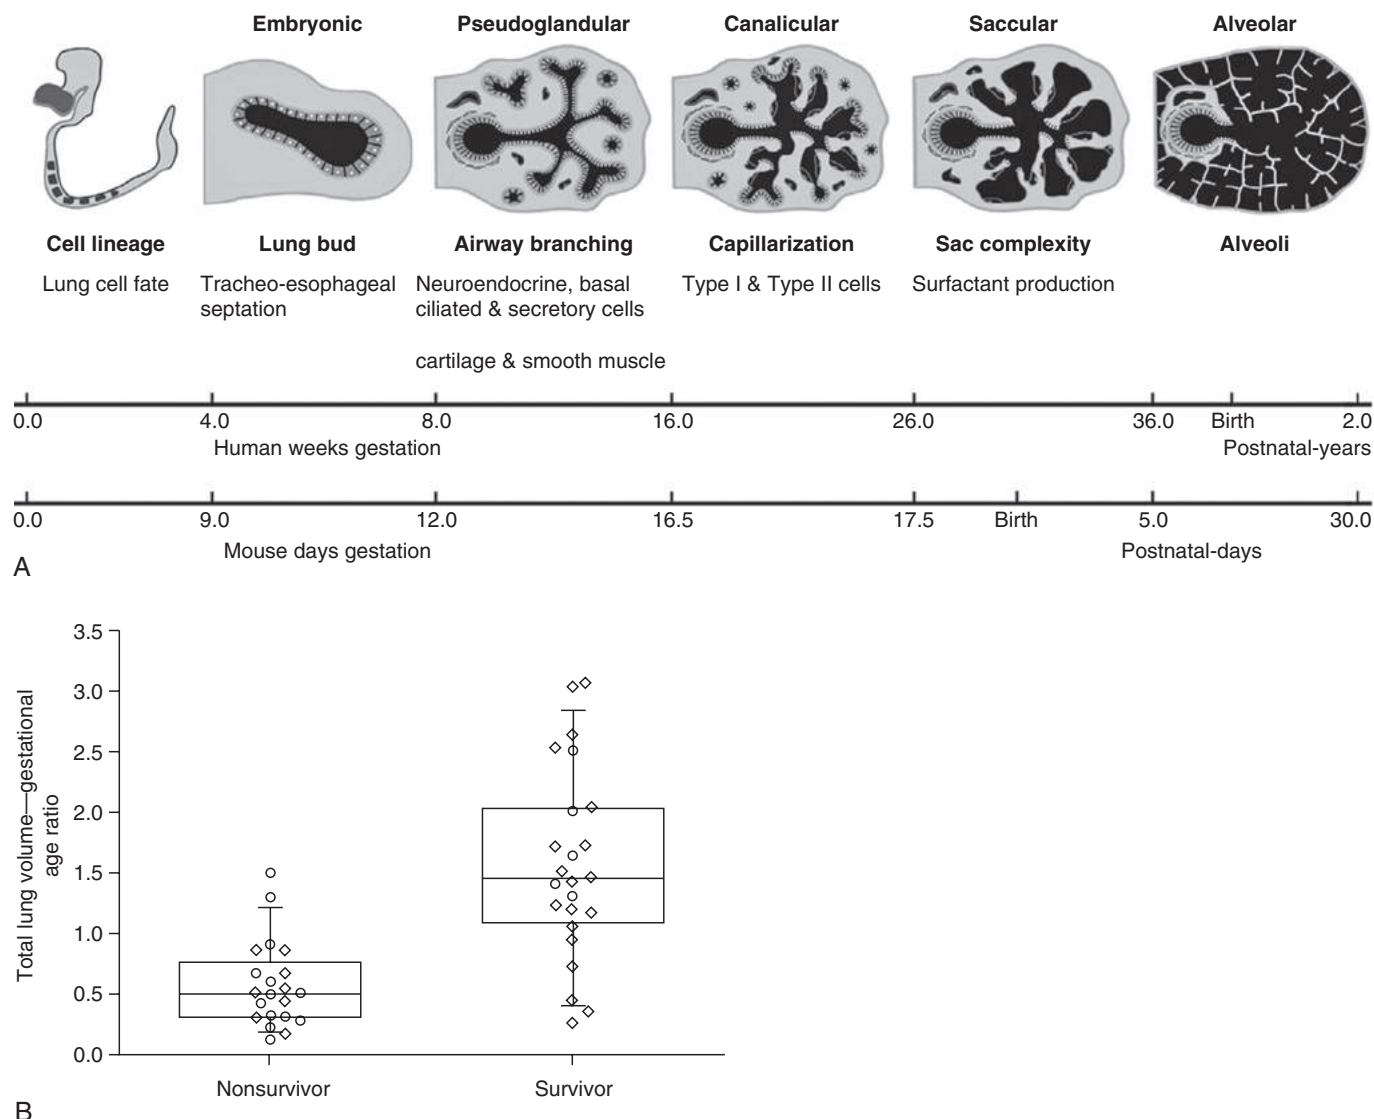 Embryonic Pseudoglandular Canalicular Saccular Alveolar
Cell lineage Lung bud Airway branching Capillarization Sac complexity Alveoli
Lung cell fate Tracheo-esophageal Neuroendocrine, basal Type I & Type II cells Surfactant production
septation ciliated & secretory cells
cartilage & smooth muscle
0.0 4.0 8.0 16.0 26.0 36.0 Birth 2.0
Human weeks gestation Postnatal-years
0.0 9.0 12.0 16.5 17.5 Birth 5.0 30.0
Mouse days gestation Postnatal-days
A
Total lung volume—gestational
age ratio
3.5
3.0
2.5
2.0
1.5
1.0
0.5
0.0
Nonsurvivor Survivor
B